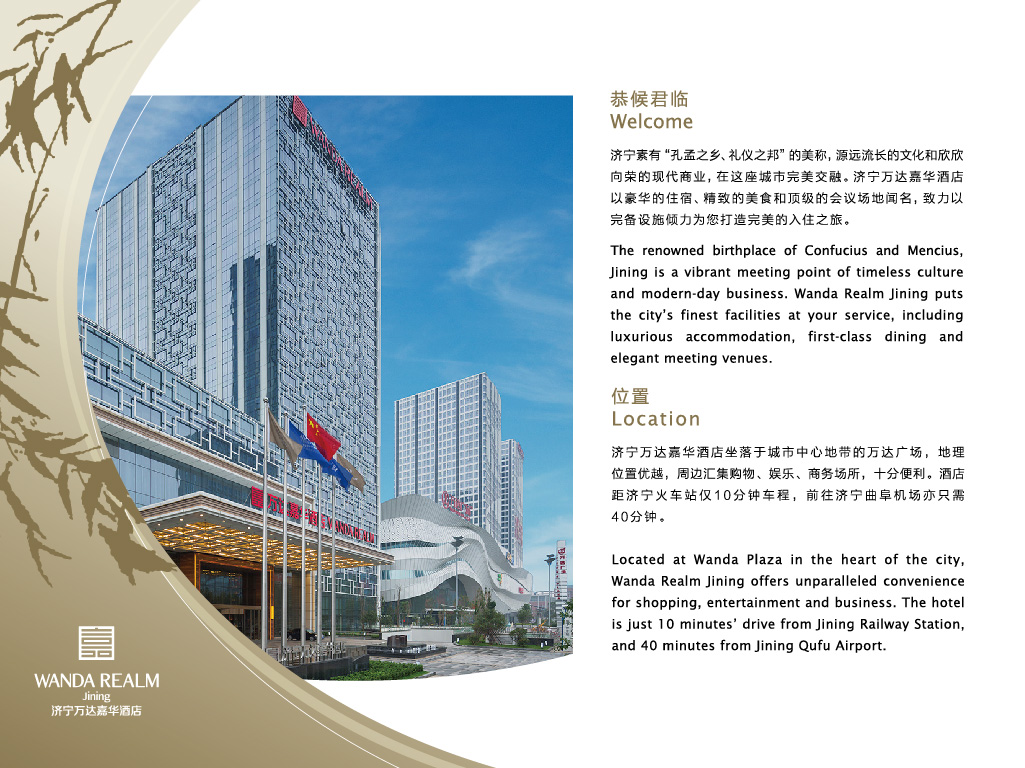 恭候君临
Welcome
济宁素有“孔孟之乡、礼仪之邦”的美称，源远流长的文化和欣欣
向荣的现代商业，在这座城市完美交融。济宁万达嘉华酒店
以豪华的住宿、精致的美食和顶级的会议场地闻名，致力以
完备设施倾力为您打造完美的入住之旅。
The renowned birthplace of Confucius and Mencius,
Jining is a vibrant meeting point of timeless culture
and modern-day business. Wanda Realm Jining puts
the city’s finest facilities at your service, including
luxurious accommodation, first-class dining and
elegant meeting venues.
位置
Location
济宁万达嘉华酒店坐落于城市中心地带的万达广场，地理
位置优越，周边汇集购物、娱乐、商务场所，十分便利。酒店
距济宁火车站仅10分钟车程，前往济宁曲阜机场亦只需
40分钟。
Located at Wanda Plaza in the heart of the city,
Wanda Realm Jining offers unparalleled convenience
for shopping, entertainment and business. The hotel
is just 10 minutes’ drive from Jining Railway Station,
and 40 minutes from Jining Qufu Airport.
万达嘉华酒店 WANDA REALM
WANDA REALM
Jining
济宁万达嘉华酒店